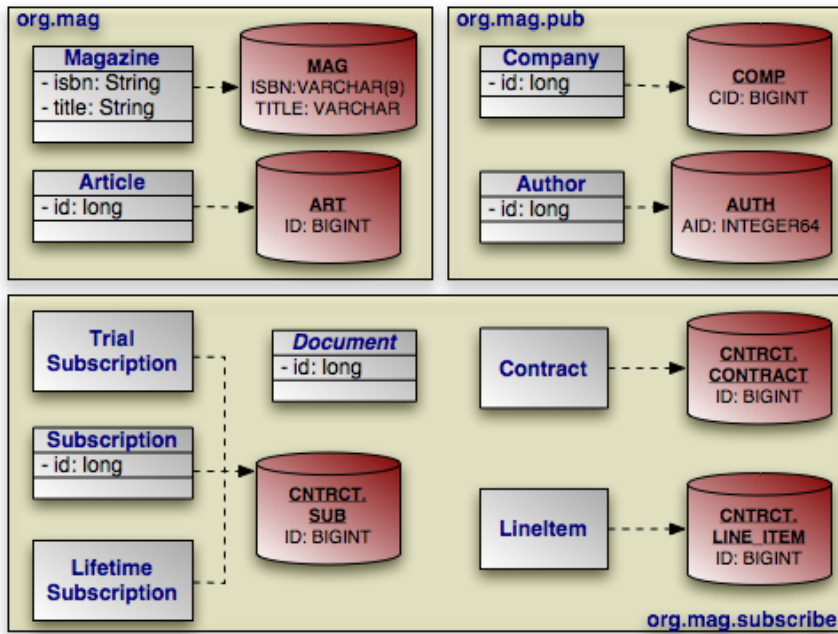 org.mag
Magazine
- isbn: String
- title: String
MAG
ISBN:VARCHAR(9)
TITLE: VARCHAR
Article
- id: long
ART
ID: BIGINT
org.mag.pub
Company
- id: long
COMP
CID: BIGINT
Author
- id: long
AUTH
AID: INTEGER64
Trial
Subscription
Document
- id: long
Contract
CNTRCT.
CONTRACT
ID: BIGINT
Subscription
- id: long
CNTRCT.
SUB
ID: BIGINT
LineItem
CNTRCT.
LINE_ITEM
ID: BIGINT
Lifetime
Subscription
org.mag.subscribe